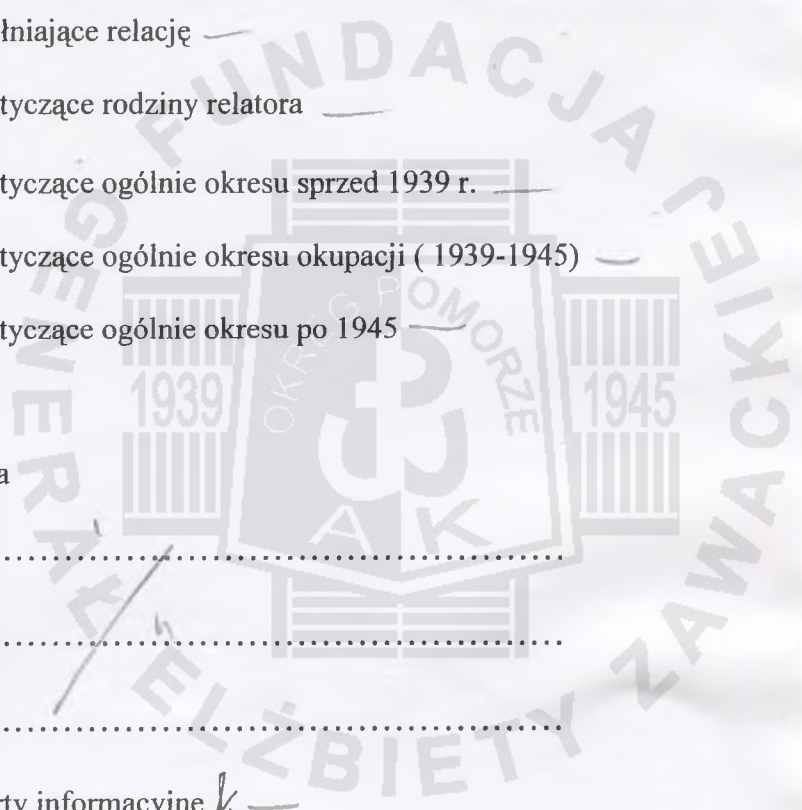 łniające relację —
tyczące rodziny relatora —
tyczące ogólnie okresu sprzed 1939 r. —
tyczące ogólnie okresu okupacji ( 1939-1945) —
tyczące ogólnie okresu po 1945 —
a
rty informacyjne —
FUNDACJA GENERAŁ ELŻBIETY ZAWACKIEJ
OKRĘG POMORZE
1939
1945
AK